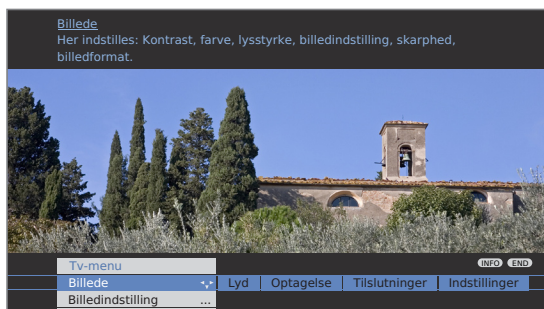 Billede
Her indstilles: Kontrast, farve, lysstyrke, billedindstilling, skarphed,
billedformat.
Tv-menu INFO END
Billede Lyd Optagelse Tilslutninger Indstillinger
Billedindstilling ...